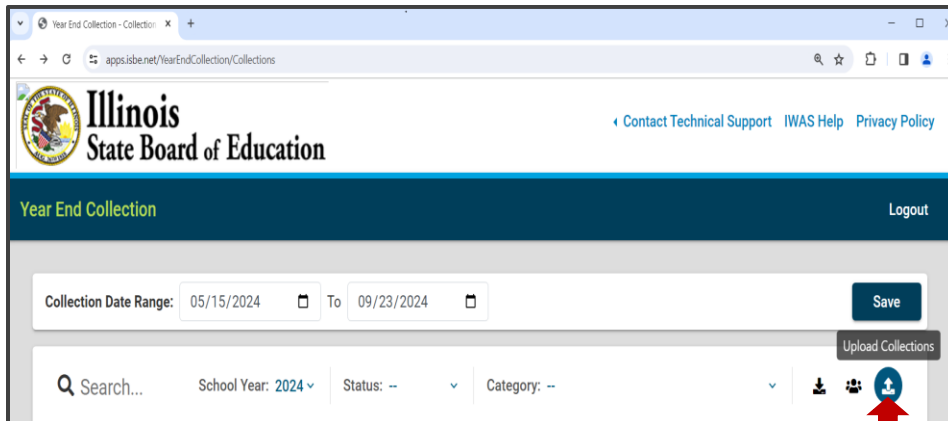 Year End Collection - Collection
apps.isbe.net/YearEndCollection/Collections
Illinois
State Board of Education
Contact Technical Support IWAS Help Privacy Policy
Year End Collection Logout
Collection Date Range: 05/15/2024 To 09/23/2024 Save
Upload Collections
Search... School Year: 2024 Status: -- Category: --